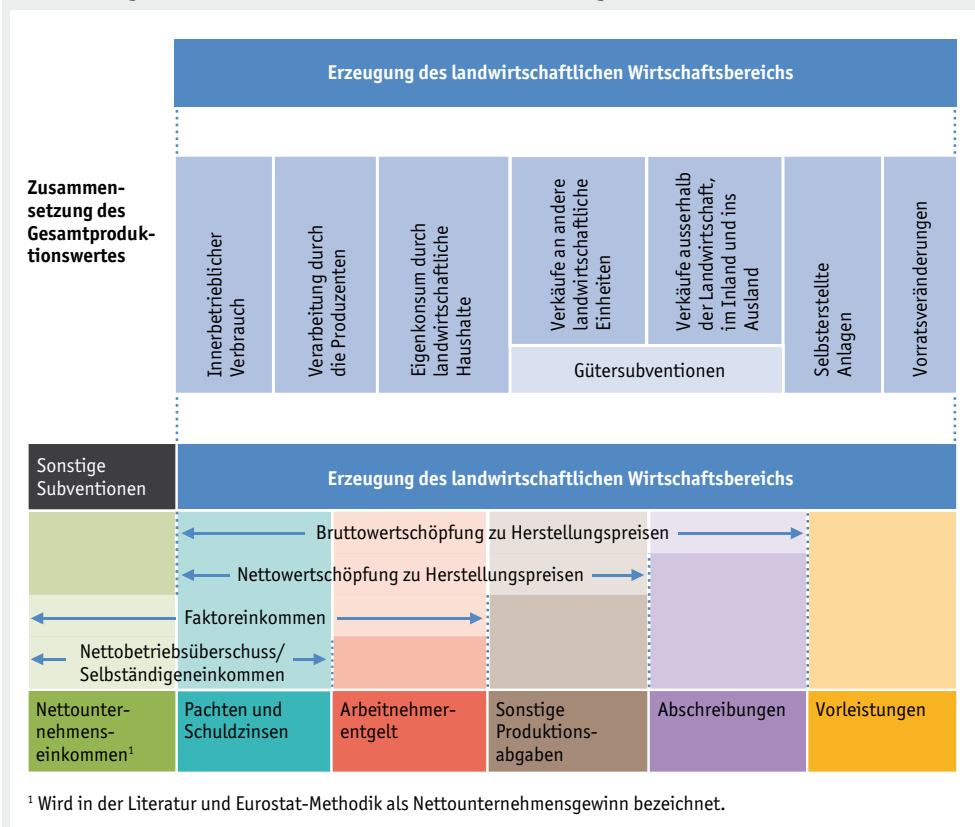 Erzeugung des landwirtschaftlichen Wirtschaftsbereichs
Zusammen-
setzung des
Gesamtproduk-
tionswertes
Innerbetrieblicher
Verbrauch
Verarbeitung durch
die Produzenten
Eigenkonsum durch
landwirtschaftliche
Haushalte
Verkäufe an andere
landwirtschaftliche
Einheiten
Verkäufe ausserhalb
der Landwirtschaft,
im Inland und ins
Ausland
Gütersubventionen
Selbsterstellte
Anlagen
Vorratsveränderungen
Sonstige
Subventionen
Erzeugung des landwirtschaftlichen Wirtschaftsbereichs
Bruttowertschöpfung zu Herstellungspreisen
Nettowertschöpfung zu Herstellungspreisen
Faktoreinkommen
Nettobetriebsüberschuss/
Selbständigeneinkommen
Nettounter-
nehmens-
einkommen¹
Pachten und
Schuldzinsen
Arbeitnehmer-
entgelt
Sonstige
Produktions-
abgaben
Abschreibungen
Vorleistungen
¹ Wird in der Literatur und Eurostat-Methodik als Nettounternehmensgewinn bezeichnet.